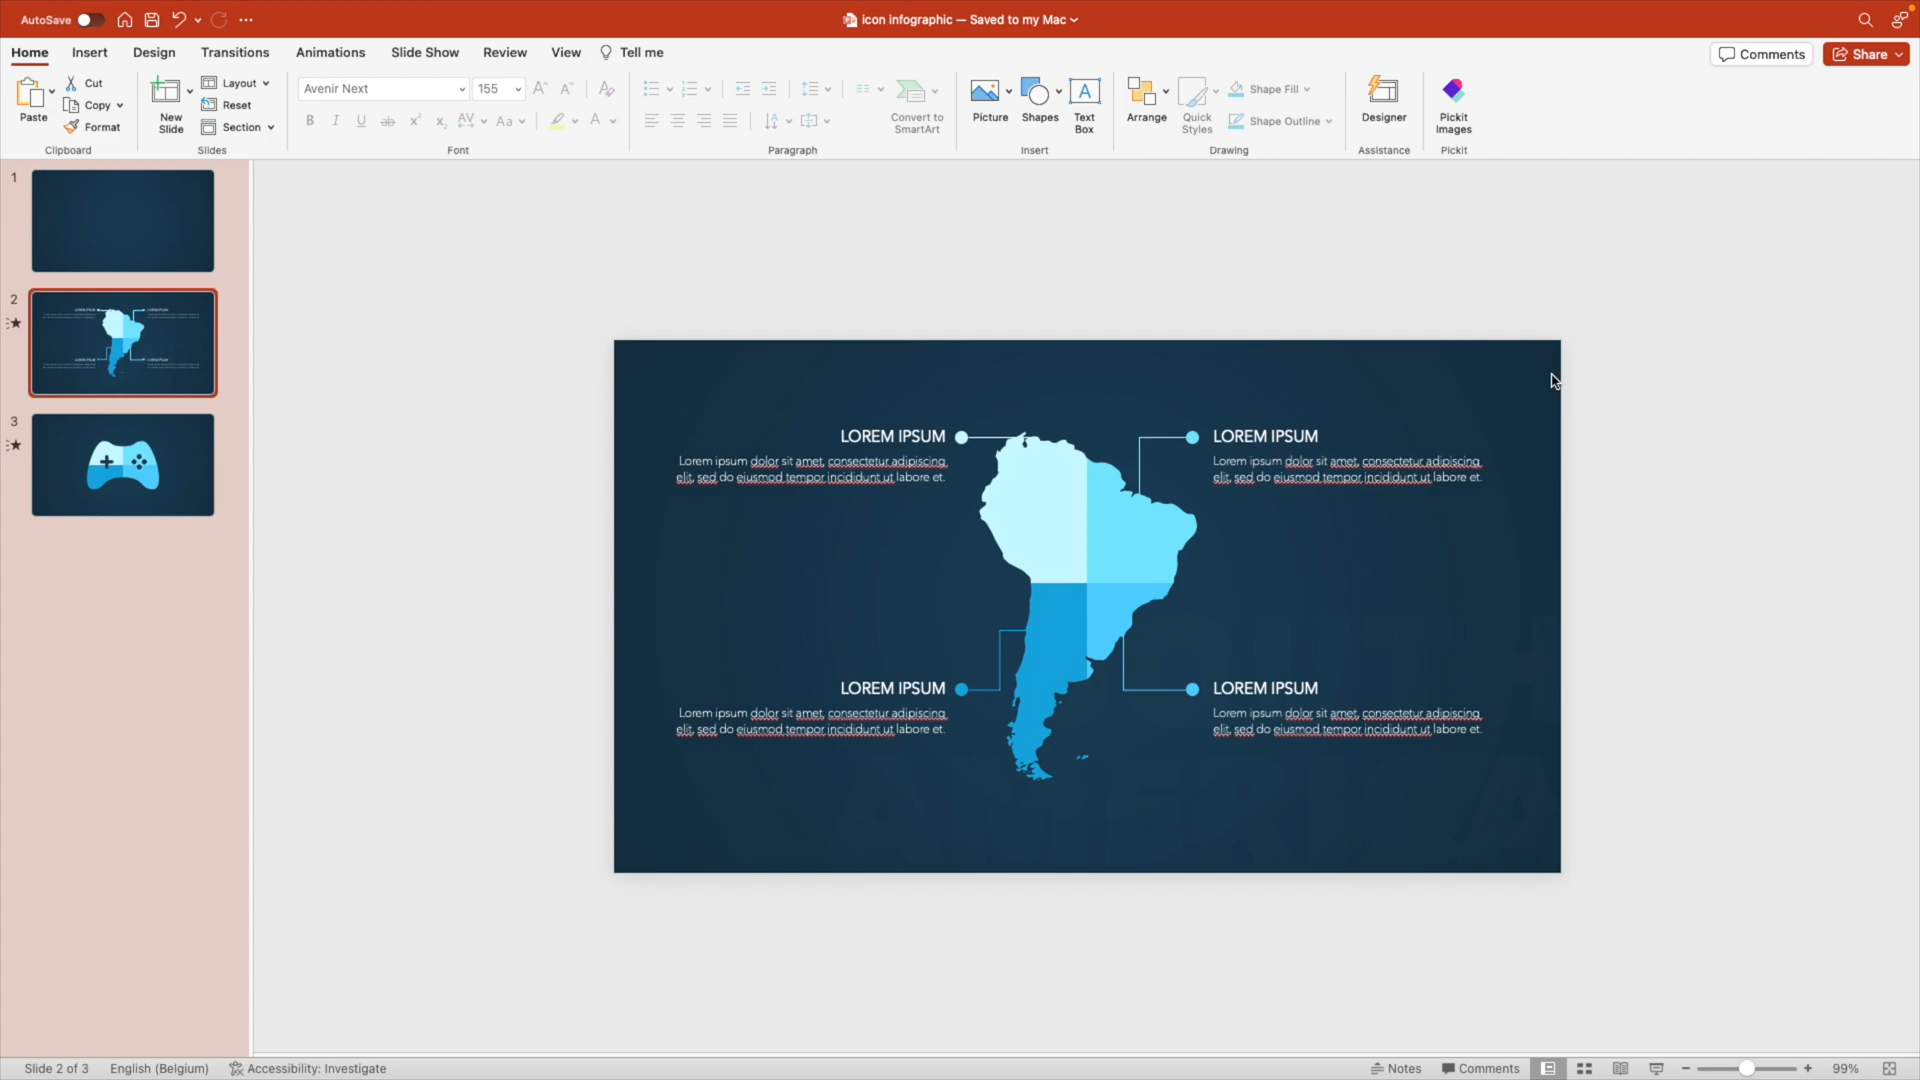 AutoSave
icon infographic — Saved to my Mac
Home Insert Design Transitions Animations Slide Show Review View Tell me
Comments Share
Paste
Cut
Copy
Format
Clipboard
New
Slide
Layout
Reset
Section
Slides
Avenir Next 155
Font
Paragraph
Convert to
SmartArt
Picture
Shapes
Text
Box
Insert
Arrange
Quick
Styles
Shape Fill
Shape Outline
Drawing
Designer
Assistance
Pickit
Images
Pickit
1
2
3
LOREM IPSUM
Lorem ipsum dolor sit amet, consectetur adipiscing
elit, sed do eiusmod tempor incididunt ut labore et.
LOREM IPSUM
Lorem ipsum dolor sit amet, consectetur adipiscing
elit, sed do eiusmod tempor incididunt ut labore et.
LOREM IPSUM
Lorem ipsum dolor sit amet, consectetur adipiscing
elit, sed do eiusmod tempor incididunt ut labore et.
LOREM IPSUM
Lorem ipsum dolor sit amet, consectetur adipiscing
elit, sed do eiusmod tempor incididunt ut labore et.
AMERICA
Slide 2 of 3 English (Belgium) Accessibility: Investigate
Notes Comments 99%